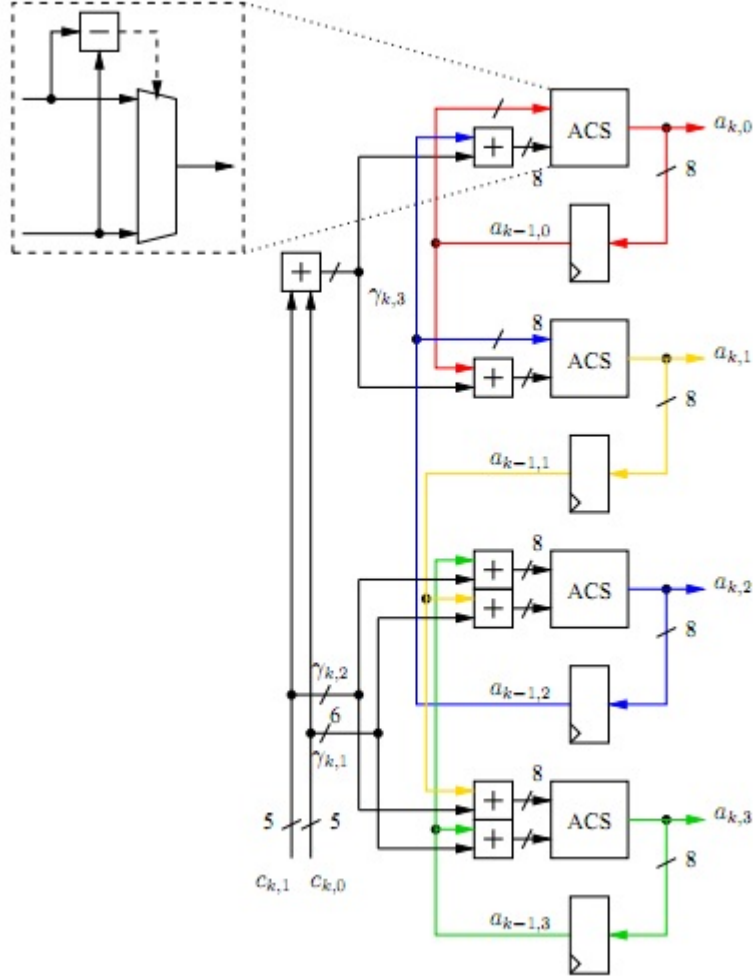 −
ACS
a_{k,0}
+
8
8
a_{k−1,0}
+
γ_{k,3}
8
ACS
a_{k,1}
+
8
a_{k−1,1}
8
+
ACS
a_{k,2}
+
8
γ_{k,2}
a_{k−1,2}
6
γ_{k,1}
8
+
ACS
a_{k,3}
5
5
+
8
c_{k,1}
c_{k,0}
a_{k−1,3}